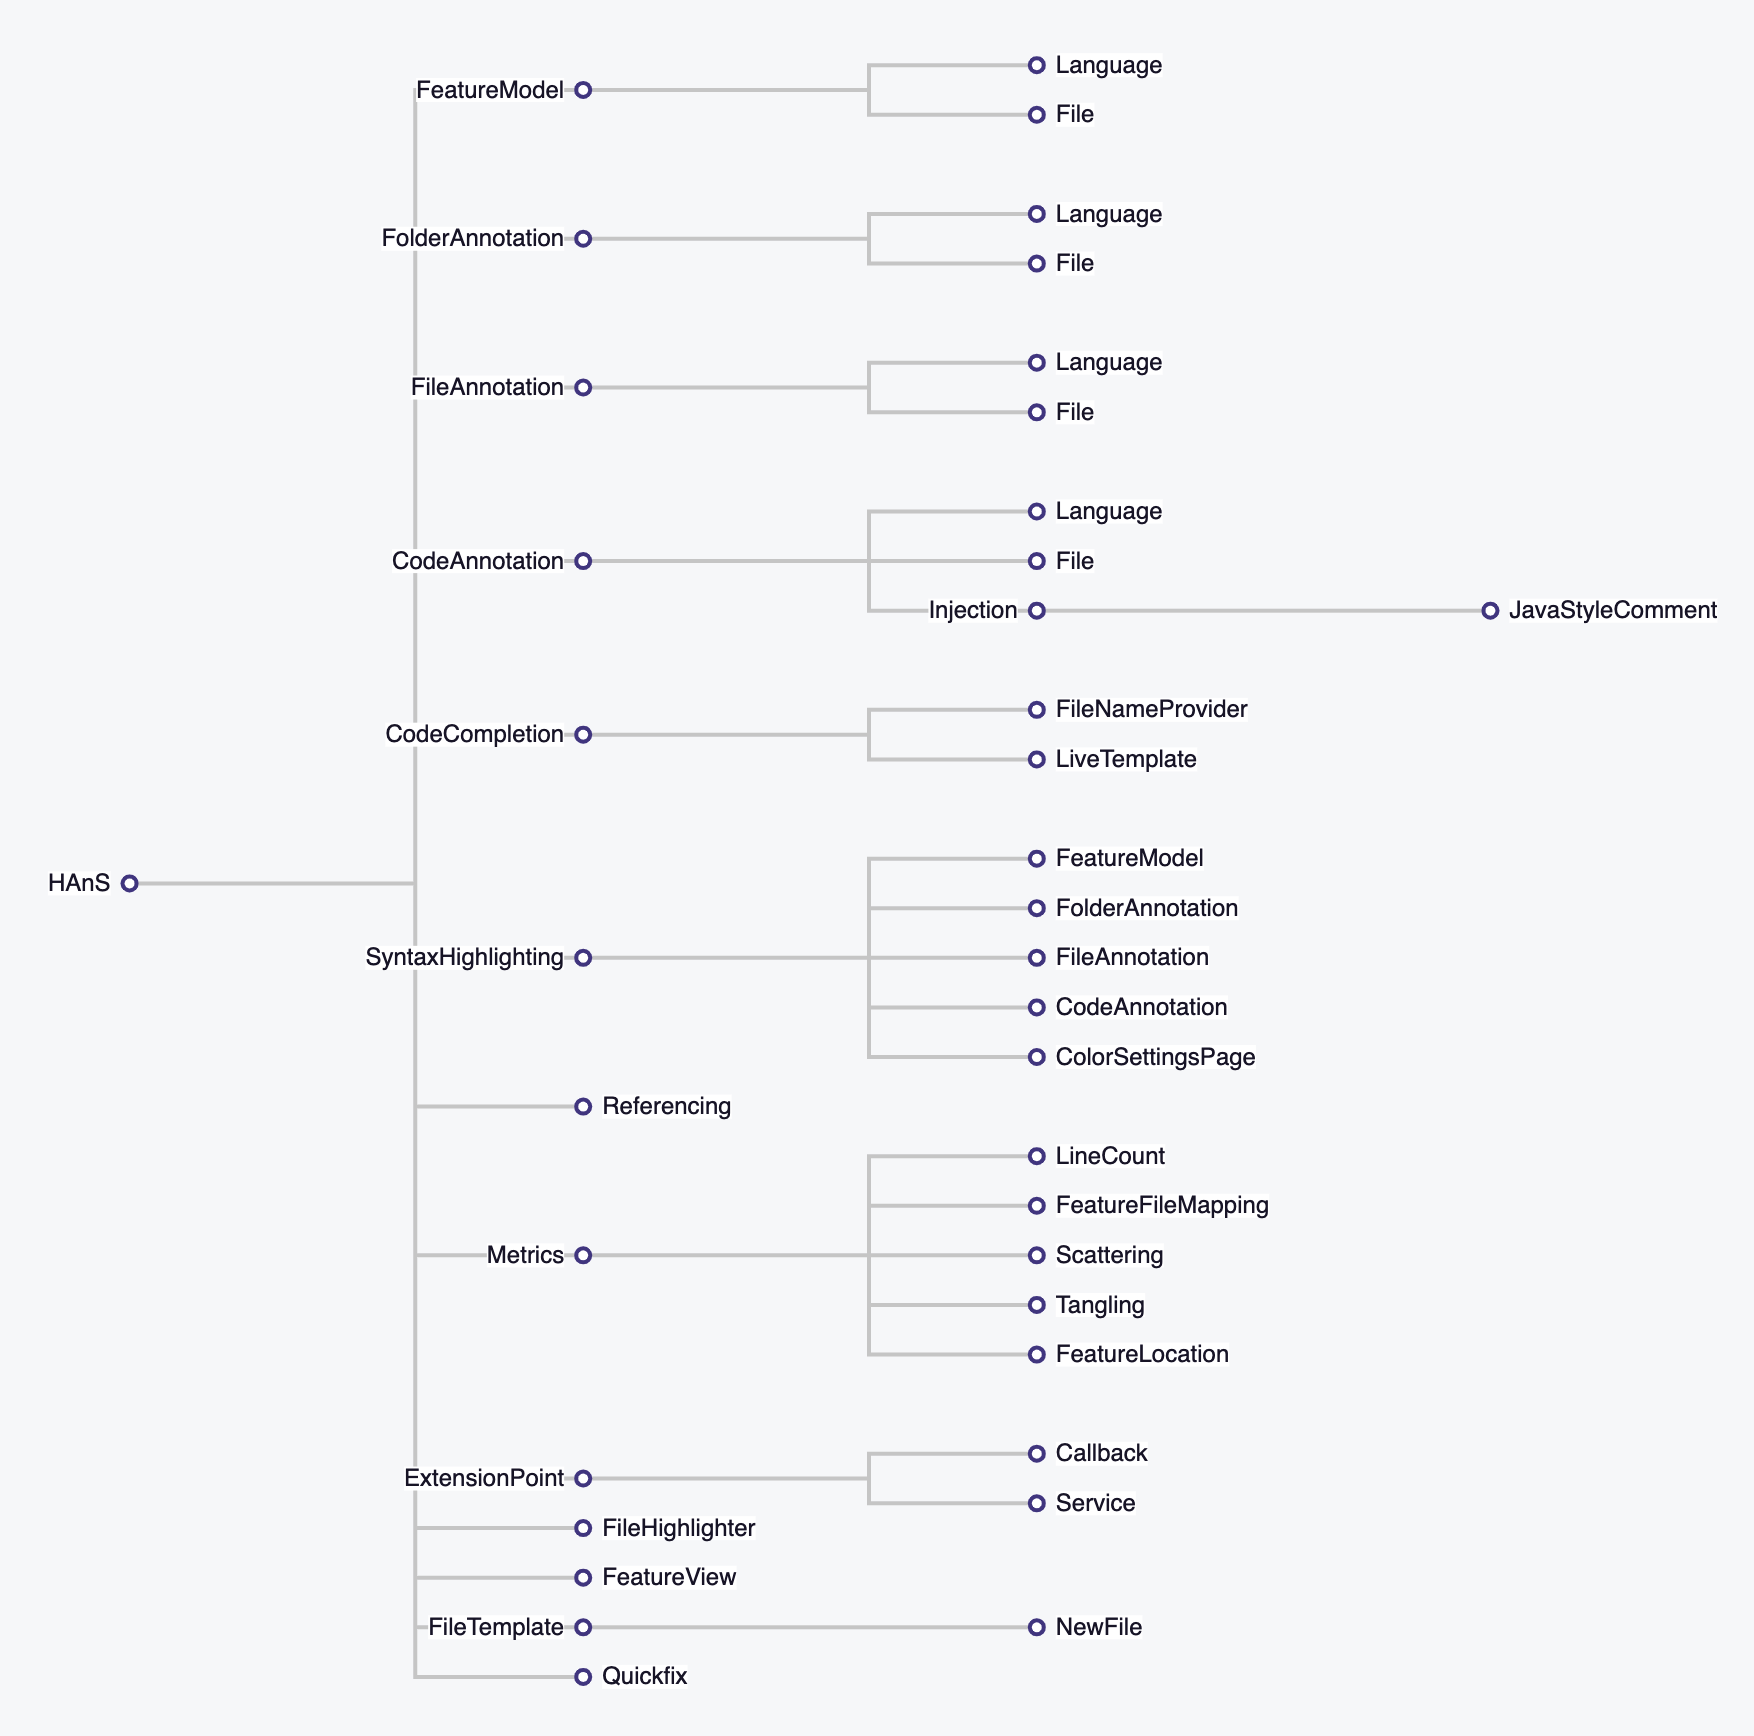 HAnS
FeatureModel
Language
File
FolderAnnotation
Language
File
FileAnnotation
Language
File
CodeAnnotation
Language
File
Injection
JavaStyleComment
CodeCompletion
FileNameProvider
LiveTemplate
SyntaxHighlighting
FeatureModel
FolderAnnotation
FileAnnotation
CodeAnnotation
ColorSettingsPage
Referencing
Metrics
LineCount
FeatureFileMapping
Scattering
Tangling
FeatureLocation
ExtensionPoint
Callback
Service
FileHighlighter
FeatureView
FileTemplate
NewFile
Quickfix